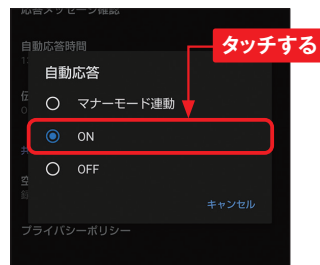 応答メッセージ確認
自動応答時間
タッチする
自動応答
マナーモード連動
ON
OFF
キャンセル
プライバシーポリシー